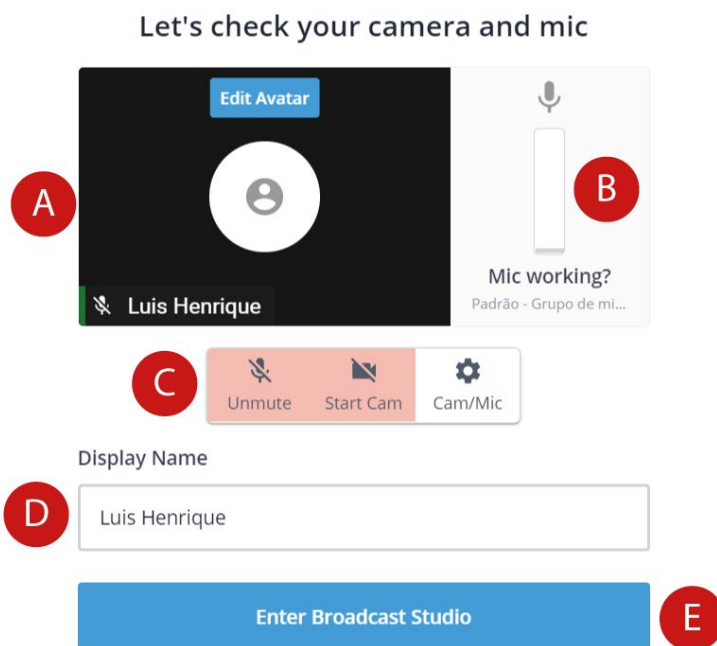 Let's check your camera and mic
Edit Avatar
A
B
Luis Henrique
Mic working?
Padrão - Grupo de mi...
C
Unmute Start Cam Cam/Mic
Display Name
D
Luis Henrique
Enter Broadcast Studio
E